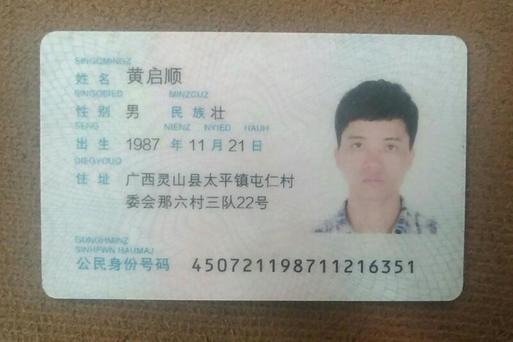 SINGQMINGZ
姓 名 黄启顺
SINGQBIED MINZCUZ
性 别 男 民 族 壮
SENG NIENZ NYIED HAUH
出 生 1987 年 11 月 21 日
DIEGYOUQ
住 址 广西灵山县太平镇屯仁村
委会那六村三队22号
GUNGHMINZ
SINHFWN HAUMAJ
公民身份号码 450721198711216351